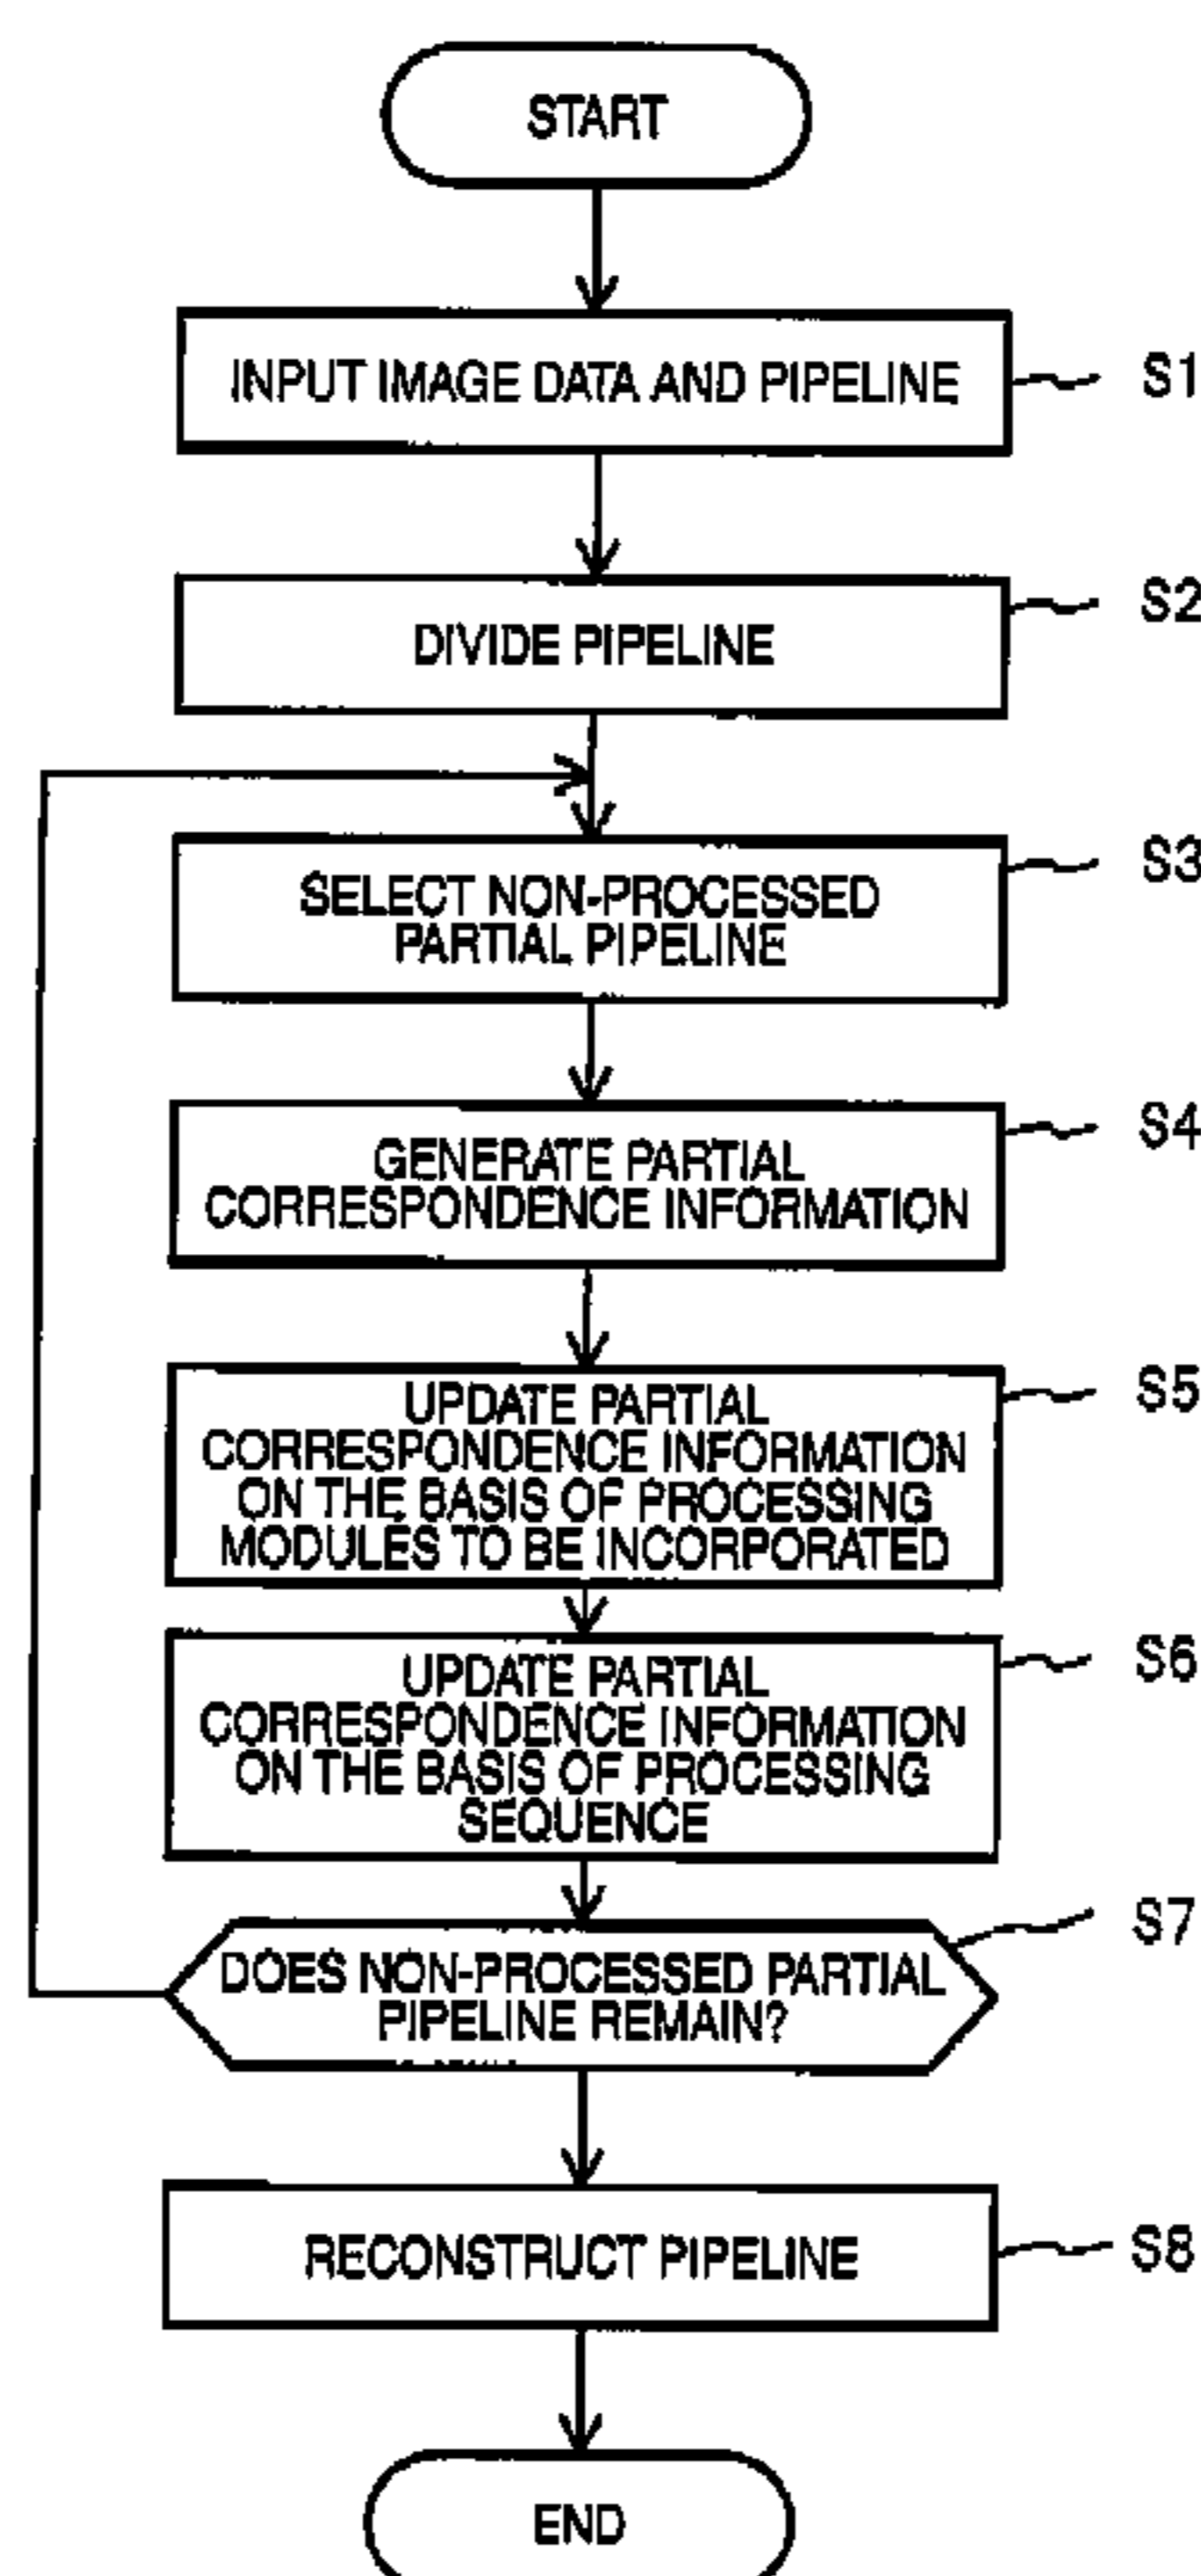 START
INPUT IMAGE DATA AND PIPELINE
S1
DIVIDE PIPELINE
S2
SELECT NON-PROCESSED
PARTIAL PIPELINE
S3
GENERATE PARTIAL
CORRESPONDENCE INFORMATION
S4
UPDATE PARTIAL
CORRESPONDENCE INFORMATION
ON THE BASIS OF PROCESSING
MODULES TO BE INCORPORATED
S5
UPDATE PARTIAL
CORRESPONDENCE INFORMATION
ON THE BASIS OF PROCESSING
SEQUENCE
S6
DOES NON-PROCESSED PARTIAL
PIPELINE REMAIN?
S7
RECONSTRUCT PIPELINE
S8
END